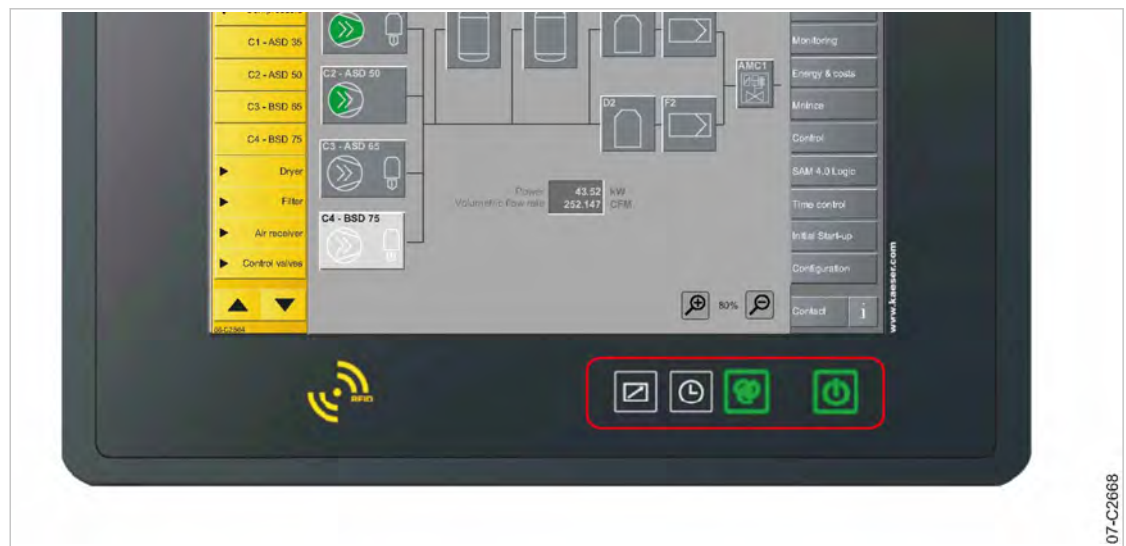 C1 - ASD 35
C2 - ASD 50
C3 - BSD 65
C4 - BSD 75
Dryer
Filter
Air receiver
Control valves
C2 - ASD 50
C3 - ASD 65
C4 - BSD 75
D2
F2
AMC1
Power 43.52 kW
Volumetric flow rate 252.147 CFM
80%
Monitoring
Energy & costs
Control
SAM 4.0 Logic
Time control
Initial Start-up
Configuration
Contact i
www.kaeser.com
RFID
07-C2668